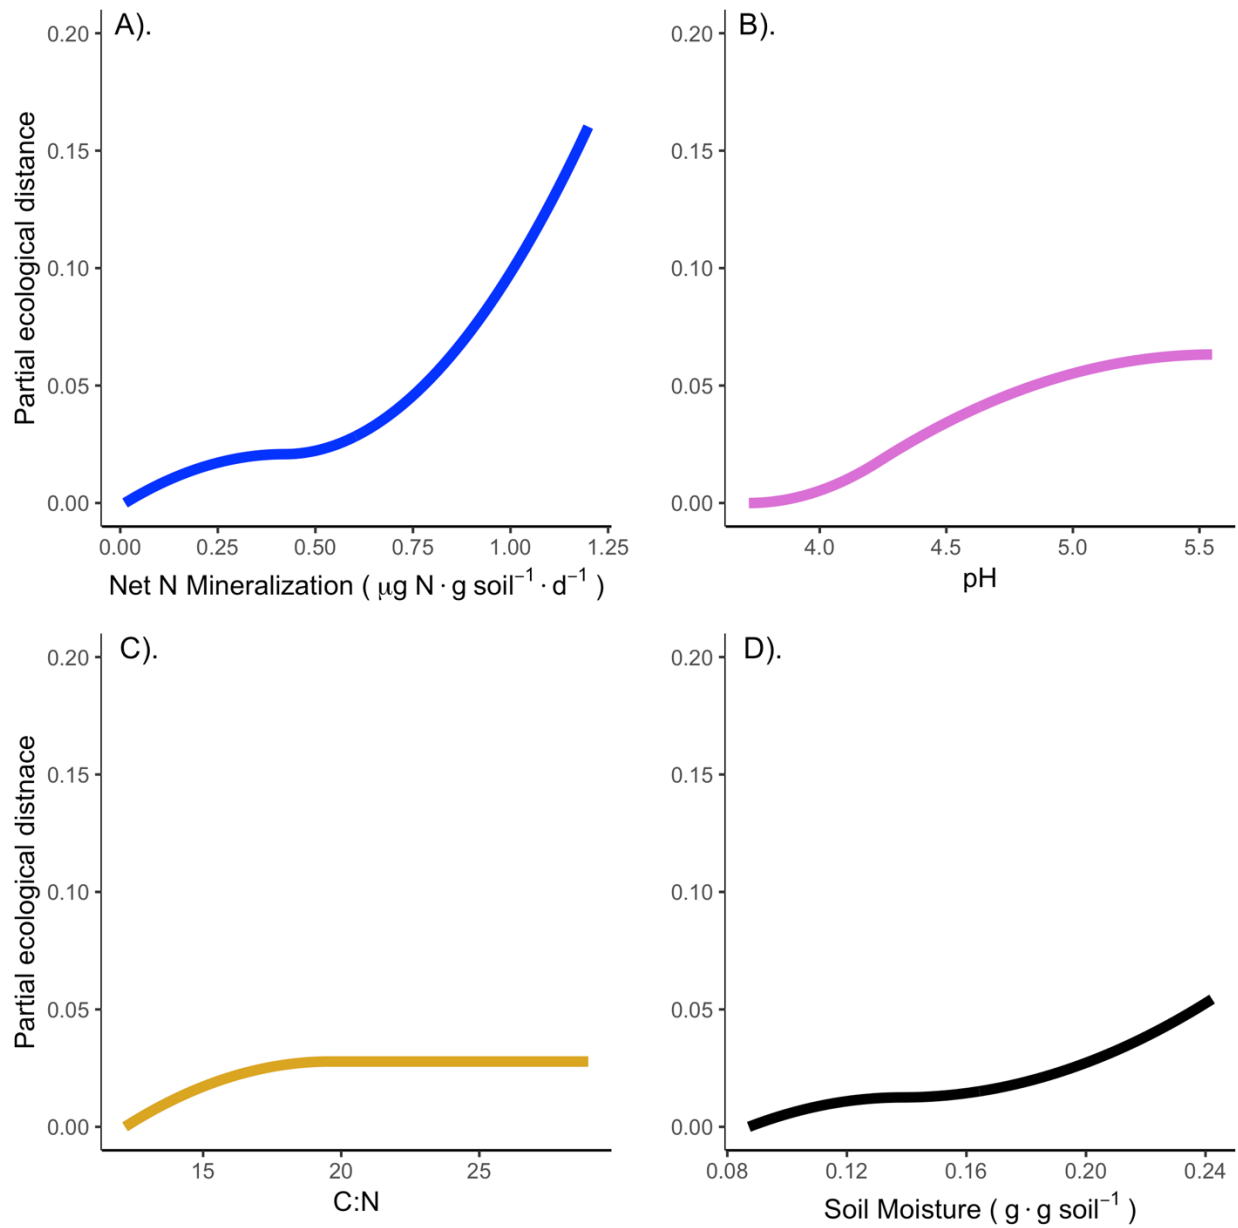 A).
0.20
0.15
0.10
0.05
0.00
Partial ecological distance
0.00 0.25 0.50 0.75 1.00 1.25
Net N Mineralization ( μg N · g soil⁻¹ · d⁻¹ )
B).
0.20
0.15
0.10
0.05
0.00
4.0 4.5 5.0 5.5
pH
C).
0.20
0.15
0.10
0.05
0.00
Partial ecological distnace
15 20 25
C:N
D).
0.20
0.15
0.10
0.05
0.00
0.08 0.12 0.16 0.20 0.24
Soil Moisture ( g · g soil⁻¹ )